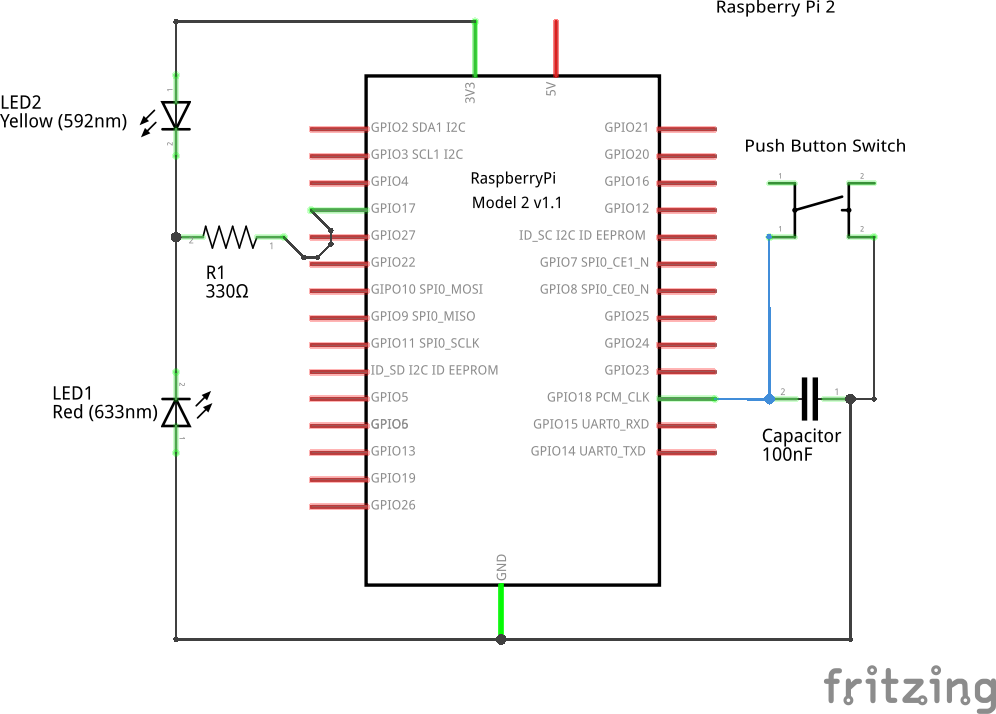 Raspberry Pi 2
3V3
5V
1
LED2
Yellow (592nm)
2
GPIO2 SDA1 I2C
GPIO3 SCL1 I2C
GPIO4
GPIO17
GPIO27
GPIO22
GIPO10 SPI0_MOSI
GPIO9 SPI0_MISO
GPIO11 SPI0_SCLK
ID_SD I2C ID EEPROM
GPIO5
GPIO6
GPIO13
GPIO19
GPIO26
RaspberryPi
Model 2 v1.1
GPIO21
GPIO20
GPIO16
GPIO12
ID_SC I2C ID EEPROM
GPIO7 SPI0_CE1_N
GPIO8 SPI0_CE0_N
GPIO25
GPIO24
GPIO23
GPIO18 PCM_CLK
GPIO15 UART0_RXD
GPIO14 UART0_TXD
GND
Push Button Switch
1 2
1 2
2 1
R1
330Ω
2
LED1
Red (633nm)
1
2 1
Capacitor
100nF
fritzing